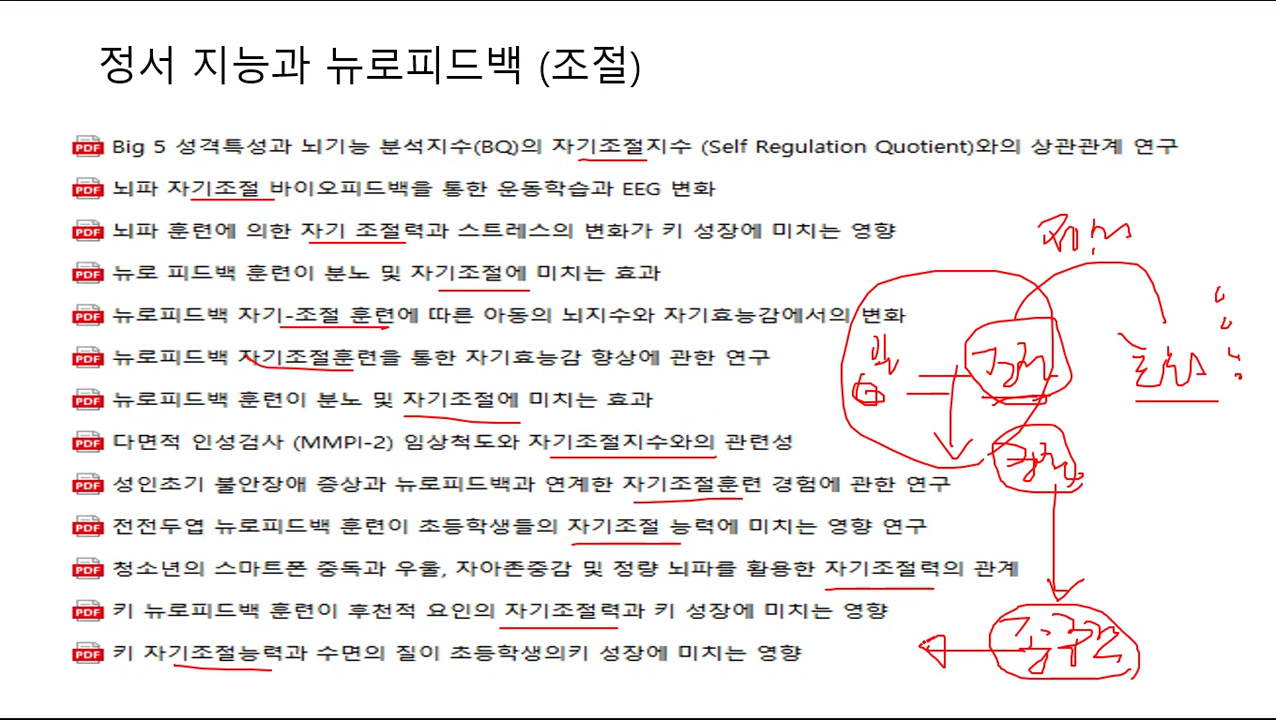 정서 지능과 뉴로피드백 (조절)
PDF Big 5 성격특성과 뇌기능 분석지수(BQ)의 자기조절지수 (Self Regulation Quotient)와의 상관관계 연구
PDF 뇌파 자기조절 바이오피드백을 통한 운동학습과 EEG 변화
PDF 뇌파 훈련에 의한 자기 조절력과 스트레스의 변화가 키 성장에 미치는 영향
PDF 뉴로 피드백 훈련이 분노 및 자기조절에 미치는 효과
PDF 뉴로피드백 자기-조절 훈련에 따른 아동의 뇌지수와 자기효능감에서의 변화
PDF 뉴로피드백 자기조절훈련을 통한 자기효능감 향상에 관한 연구
PDF 뉴로피드백 훈련이 분노 및 자기조절에 미치는 효과
PDF 다면적 인성검사 (MMPI-2) 임상척도와 자기조절지수와의 관련성
PDF 성인초기 불안장애 증상과 뉴로피드백과 연계한 자기조절훈련 경험에 관한 연구
PDF 전전두엽 뉴로피드백 훈련이 초등학생들의 자기조절 능력에 미치는 영향 연구
PDF 청소년의 스마트폰 중독과 우울, 자아존중감 및 정량 뇌파를 활용한 자기조절력의 관계
PDF 키 뉴로피드백 훈련이 후천적 요인의 자기조절력과 키 성장에 미치는 영향
PDF 키 자기조절능력과 수면의 질이 초등학생의키 성장에 미치는 영향